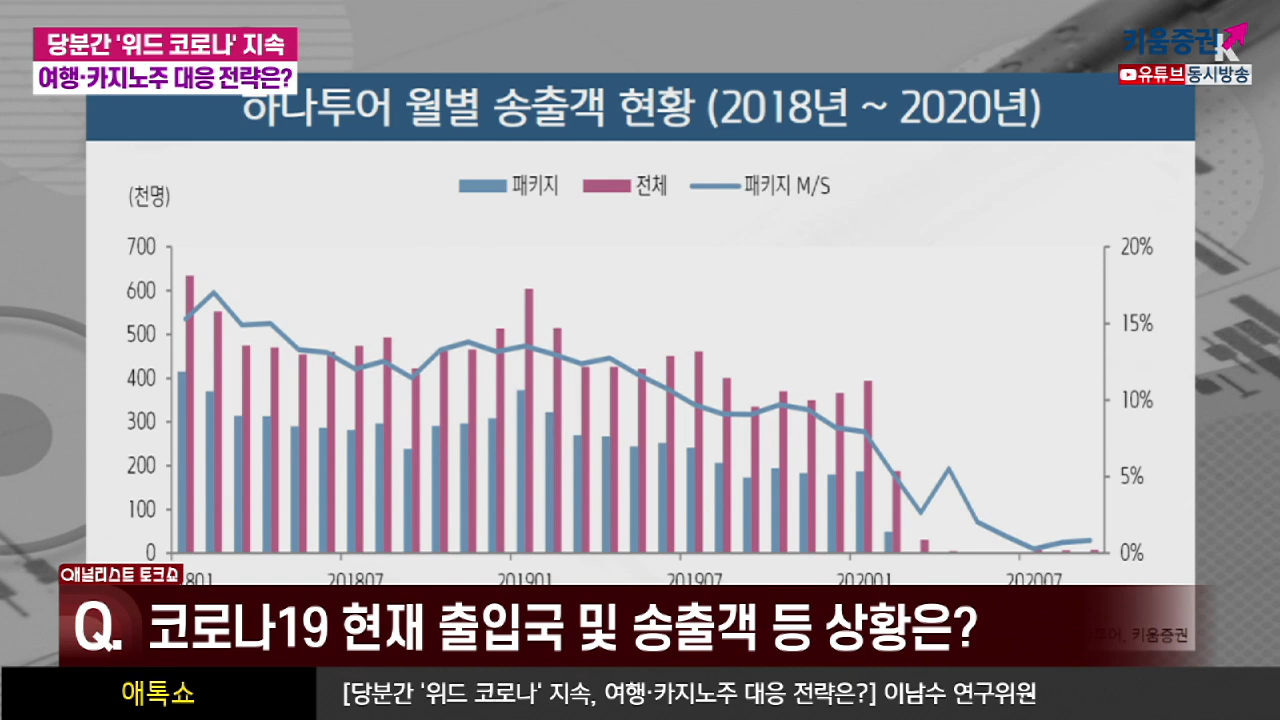 당분간 '위드 코로나' 지속
여행·카지노주 대응 전략은?
키움증권
유튜브 동시방송
하나투어 월별 송출객 현황 (2018년 ~ 2020년)
(천명)
패키지 전체 패키지 M/S
700 20%
600
500 15%
400
300 10%
200
100 5%
0 0%
801 201807 201901 201907 202001 202007
애널리스트 토크쇼
Q. 코로나19 현재 출입국 및 송출객 등 상황은?
투어, 키움증권
애톡쇼 [당분간 '위드 코로나' 지속, 여행·카지노주 대응 전략은?] 이남수 연구위원